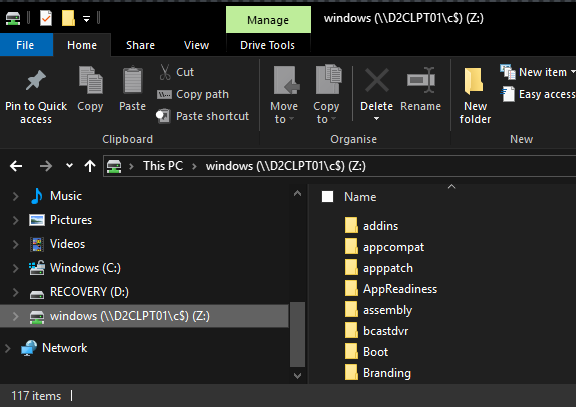 Manage
windows (\\D2CLPT01\c$) (Z:)
File
Home
Share
View
Drive Tools
Pin to Quick
access
Copy
Paste
Cut
Copy path
Paste shortcut
Clipboard
Move
to
Copy
to
Delete
Rename
Organise
New
folder
New item
Easy access
New
This PC
windows (\\D2CLPT01\c$) (Z:)
Music
Pictures
Videos
Windows (C:)
RECOVERY (D:)
windows (\\D2CLPT01\c$) (Z:)
Network
Name
addins
appcompat
apppatch
AppReadiness
assembly
bcastdvr
Boot
Branding
117 items